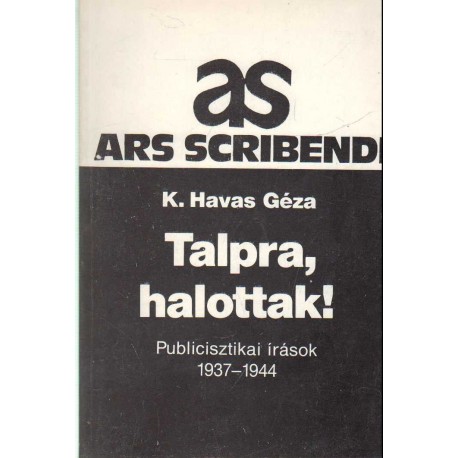 as
ARS SCRIBENDI
K. Havas Géza
Talpra,
halottak!
Publicisztikai írások
1937–1944